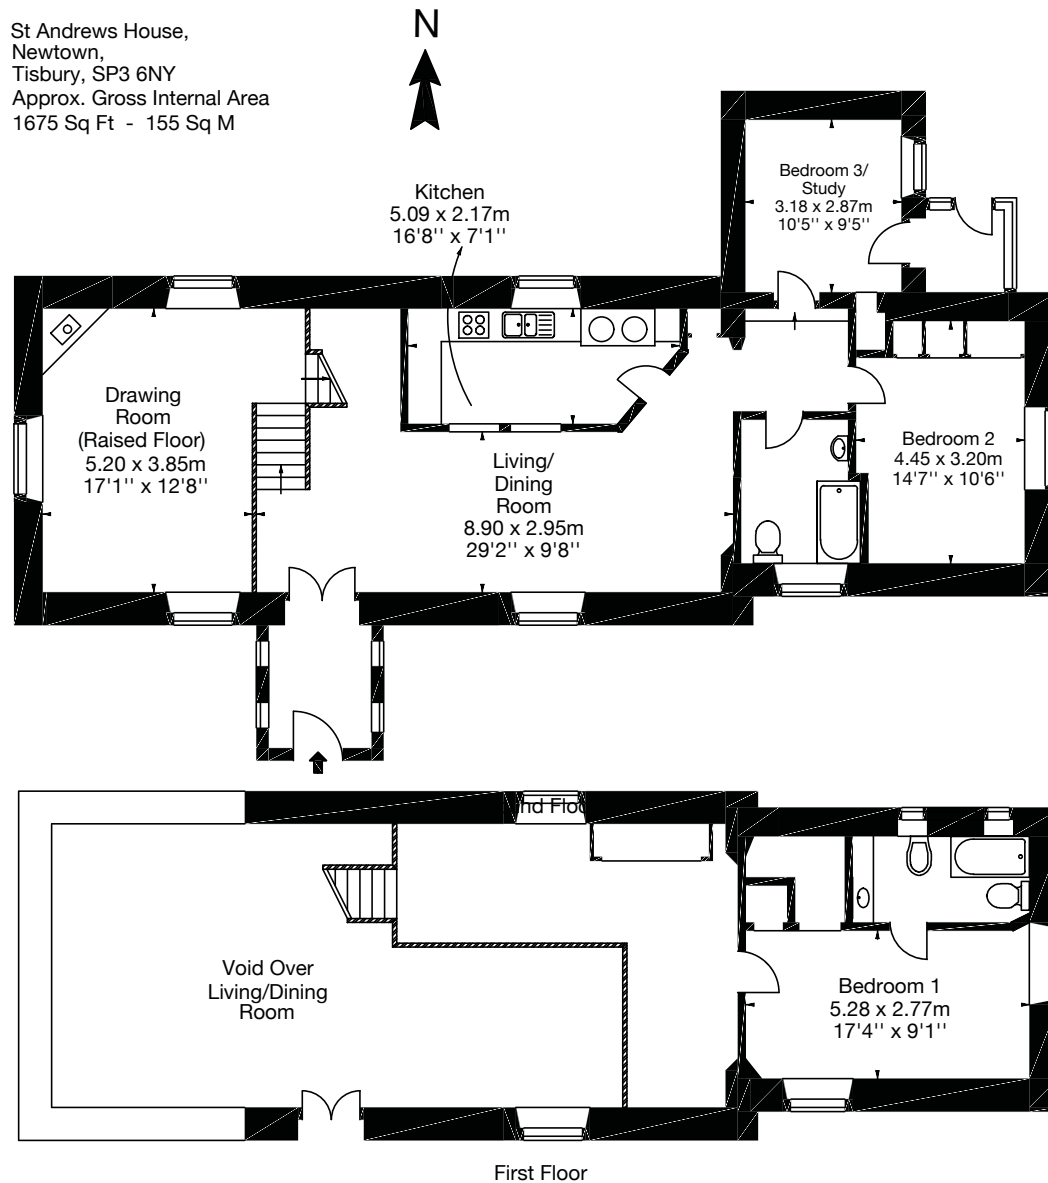 St Andrews House,
Newtown,
Tisbury, SP3 6NY
Approx. Gross Internal Area
1675 Sq Ft - 155 Sq M
N
Kitchen
5.09 x 2.17m
16'8'' x 7'1''
Bedroom 3/
Study
3.18 x 2.87m
10'5'' x 9'5''
Drawing
Room
(Raised Floor)
5.20 x 3.85m
17'1'' x 12'8''
Living/
Dining
Room
8.90 x 2.95m
29'2'' x 9'8''
Bedroom 2
4.45 x 3.20m
14'7'' x 10'6''
Void Over
Living/Dining
Room
Bedroom 1
5.28 x 2.77m
17'4'' x 9'1''
First Floor